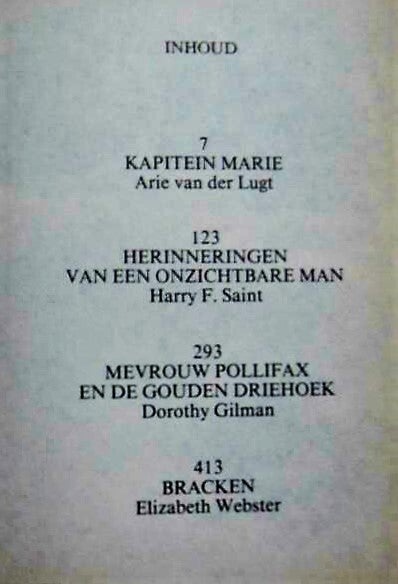 INHOUD
7
KAPITEIN MARIE
Arie van der Lugt
123
HERINNERINGEN
VAN EEN ONZICHTBARE MAN
Harry F. Saint
293
MEVROUW POLLIFAX
EN DE GOUDEN DRIEHOEK
Dorothy Gilman
413
BRACKEN
Elizabeth Webster